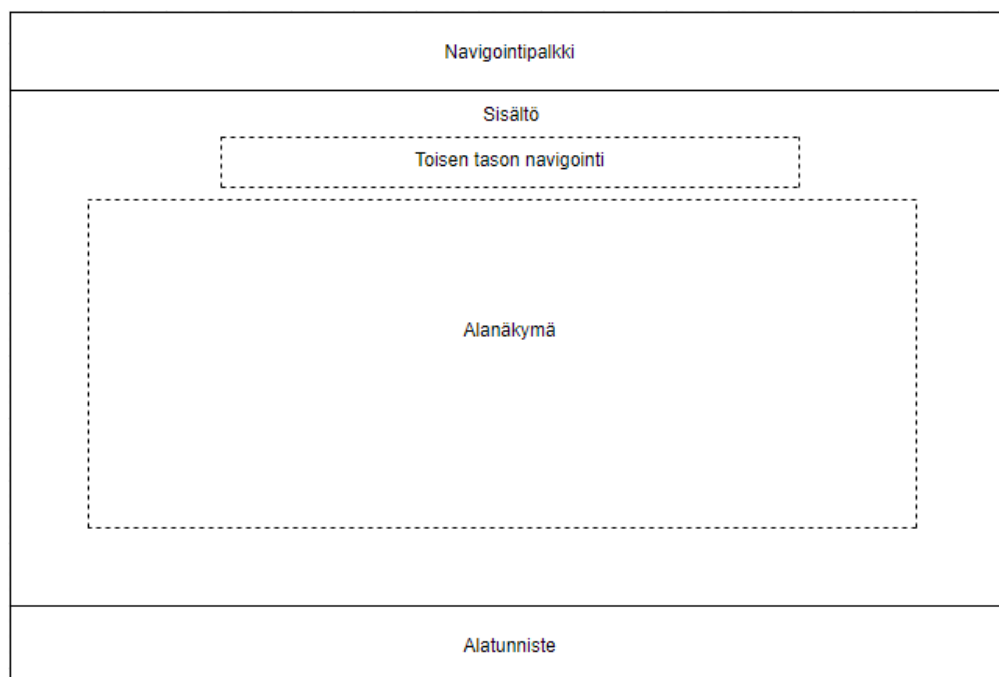 Navigointipalkki
Sisältö
Toisen tason navigointi
Alanäkymä
Alatunniste